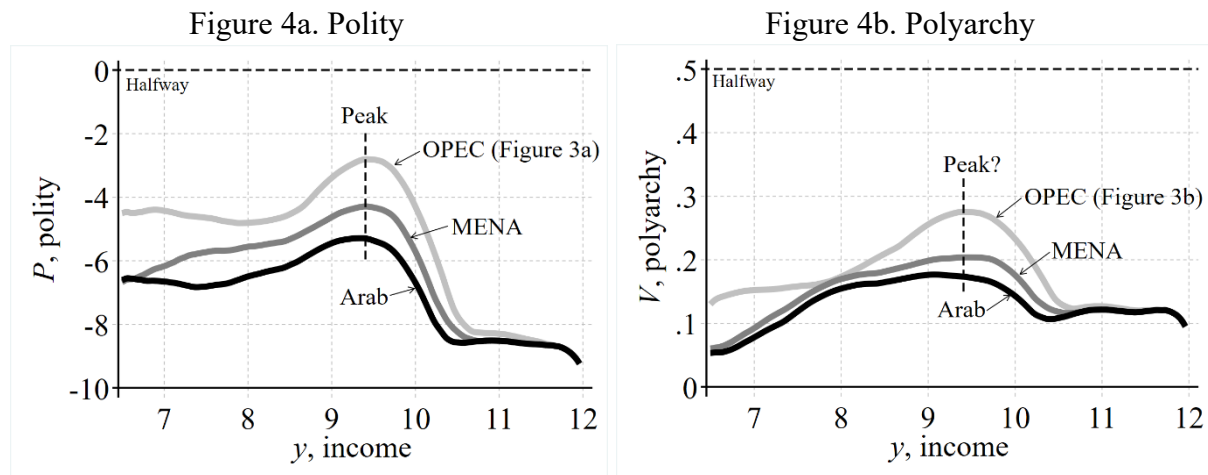 Figure 4a. Polity
0
Halfway
-2
Peak
OPEC (Figure 3a)
-4
MENA
-6
Arab
-8
-10
P, polity
7 8 9 10 11 12
y, income
Figure 4b. Polyarchy
.5
Halfway
.4
Peak?
.3
OPEC (Figure 3b)
MENA
.2
Arab
.1
0
V, polyarchy
7 8 9 10 11 12
y, income